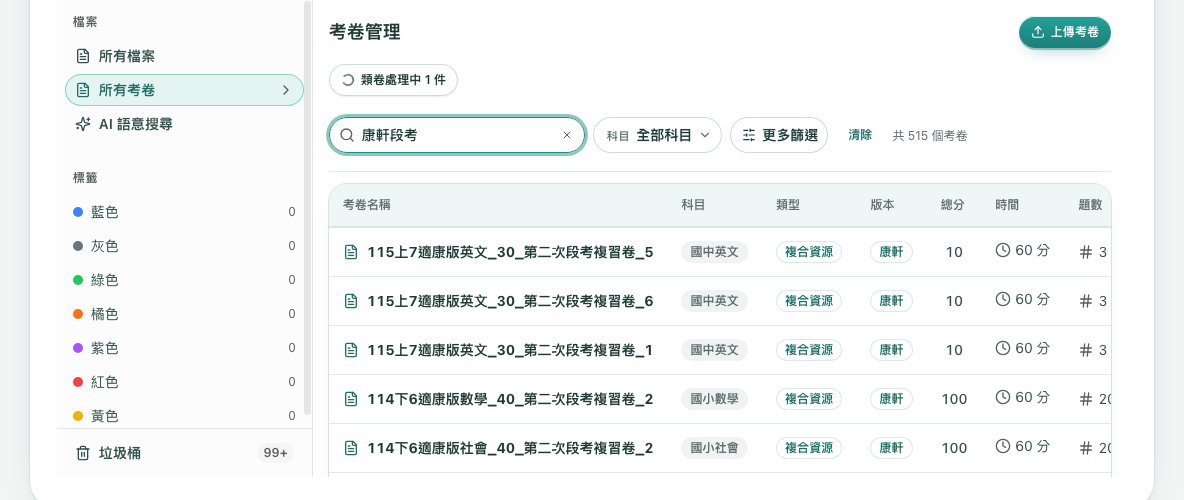 檔案
所有檔案
所有考卷
AI 語意搜尋
標籤
藍色 0
灰色 0
綠色 0
橘色 0
紫色 0
紅色 0
黃色 0
垃圾桶 99+
考卷管理
上傳考卷
類卷處理中 1 件
康軒段考
科目 全部科目
更多篩選
清除
共 515 個考卷
考卷名稱 科目 類型 版本 總分 時間 題數
115上7適康版英文_30_第二次段考複習卷_5 國中英文 複合資源 康軒 10 60 分 # 3
115上7適康版英文_30_第二次段考複習卷_6 國中英文 複合資源 康軒 10 60 分 # 3
115上7適康版英文_30_第二次段考複習卷_1 國中英文 複合資源 康軒 10 60 分 # 3
114下6適康版數學_40_第二次段考複習卷_2 國小數學 複合資源 康軒 100 60 分 # 20
114下6適康版社會_40_第二次段考複習卷_2 國小社會 複合資源 康軒 100 60 分 # 20